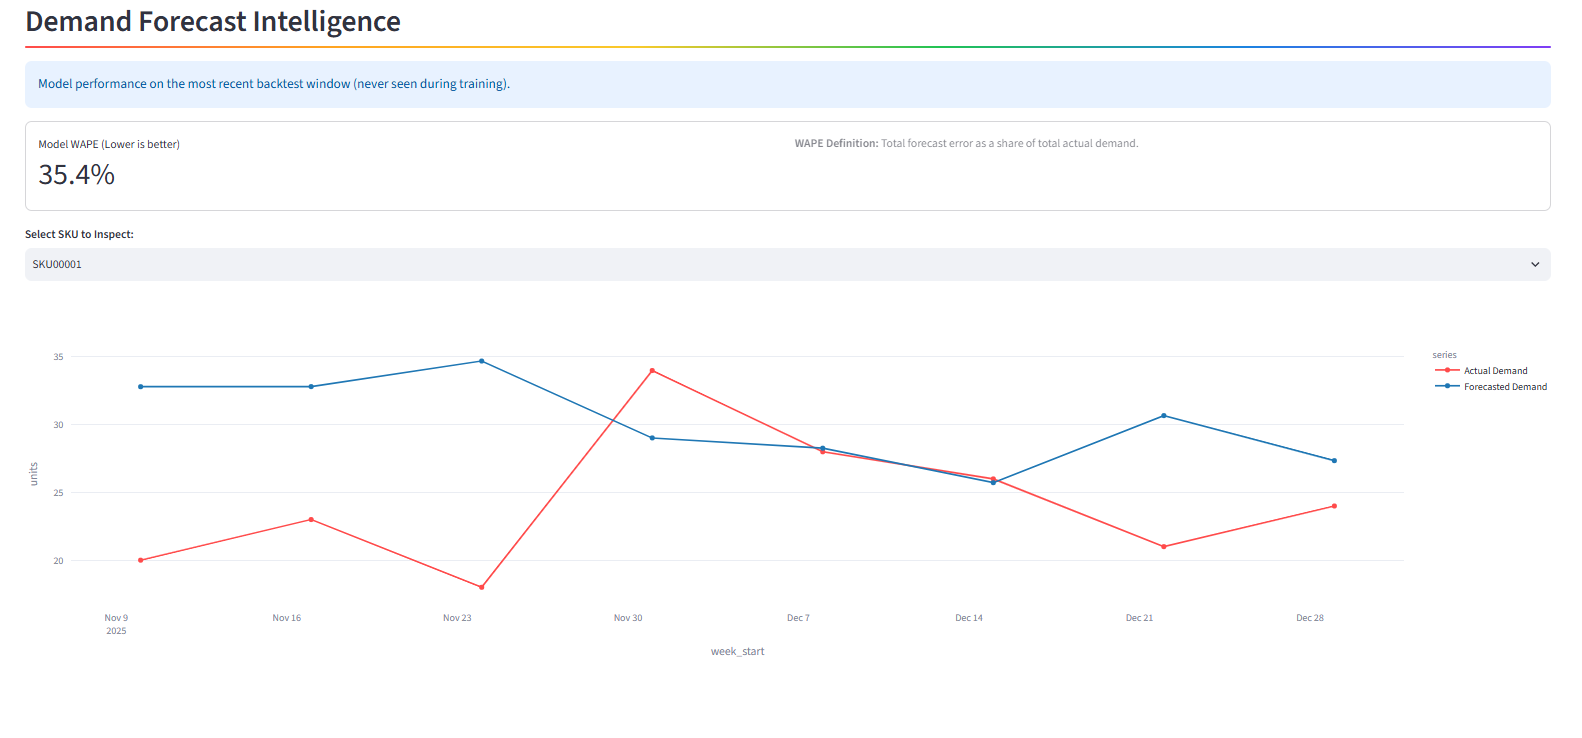 Demand Forecast Intelligence
Model performance on the most recent backtest window (never seen during training).
Model WAPE (Lower is better)
35.4%
WAPE Definition: Total forecast error as a share of total actual demand.
Select SKU to Inspect:
SKU00001
series
Actual Demand
Forecasted Demand
units
35
30
25
20
Nov 9
2025
Nov 16
Nov 23
Nov 30
Dec 7
Dec 14
Dec 21
Dec 28
week_start